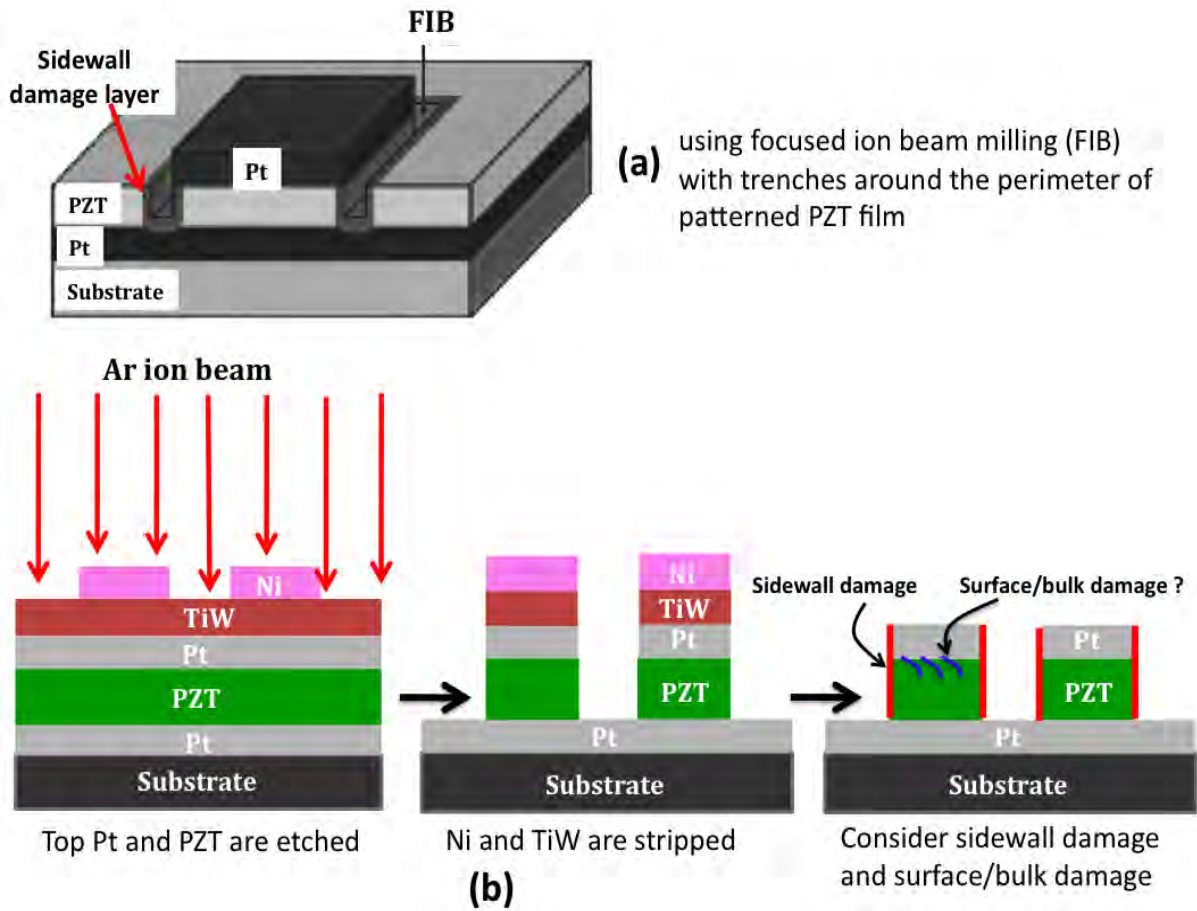 FIB
Sidewall
damage layer
Pt
PZT
Pt
Substrate
(a)
using focused ion beam milling (FIB)
with trenches around the perimeter of
patterned PZT film
Ar ion beam
Ni
TiW
Pt
PZT
Pt
Substrate
Top Pt and PZT are etched
Ni
TiW
Pt
PZT
Pt
Substrate
Ni and TiW are stripped
Sidewall damage
Surface/bulk damage ?
Pt
PZT
Pt
Substrate
Consider sidewall damage
and surface/bulk damage
(b)